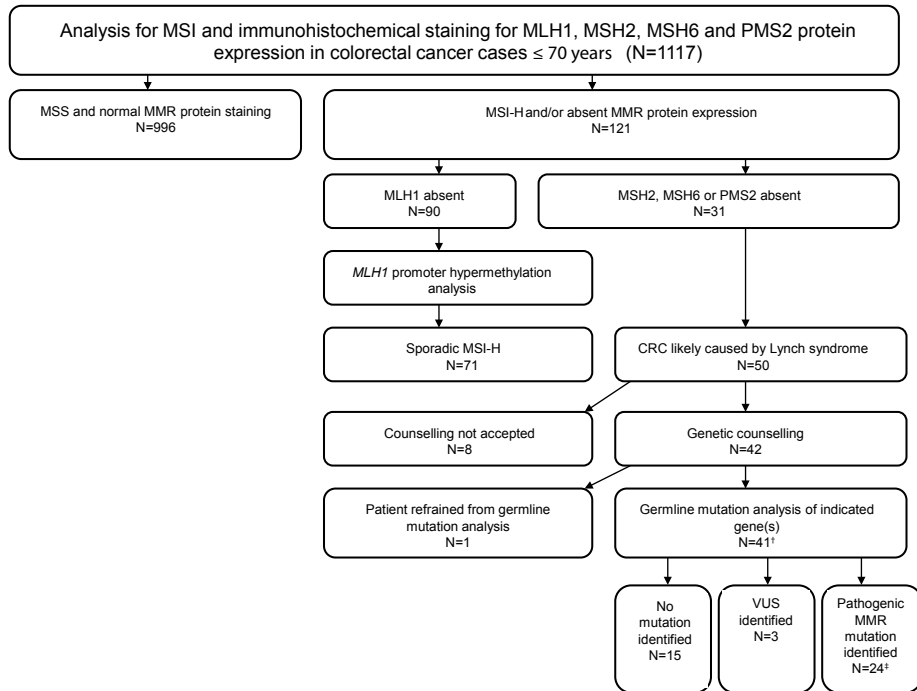 Analysis for MSI and immunohistochemical staining for MLH1, MSH2, MSH6 and PMS2 protein
expression in colorectal cancer cases ≤ 70 years (N=1117)
MSS and normal MMR protein staining
N=996
MSI-H and/or absent MMR protein expression
N=121
MLH1 absent
N=90
MSH2, MSH6 or PMS2 absent
N=31
MLH1 promoter hypermethylation
analysis
Sporadic MSI-H
N=71
CRC likely caused by Lynch syndrome
N=50
Counselling not accepted
N=8
Genetic counselling
N=42
Patient refrained from germline
mutation analysis
N=1
Germline mutation analysis of indicated
gene(s)
N=41†
No
mutation
identified
N=15
VUS
identified
N=3
Pathogenic
MMR
mutation
identified
N=24‡